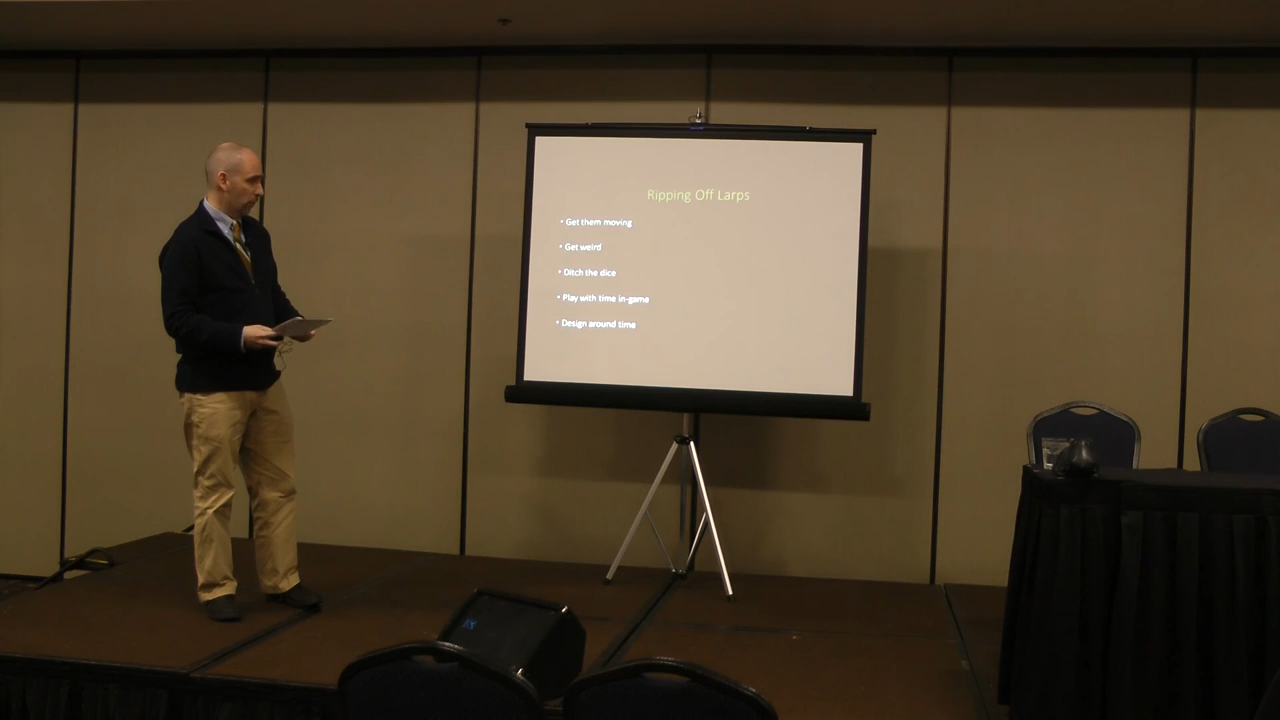 Ripping Off Larps
• Get them moving
• Get weird
• Ditch the dice
• Play with time in-game
• Design around time